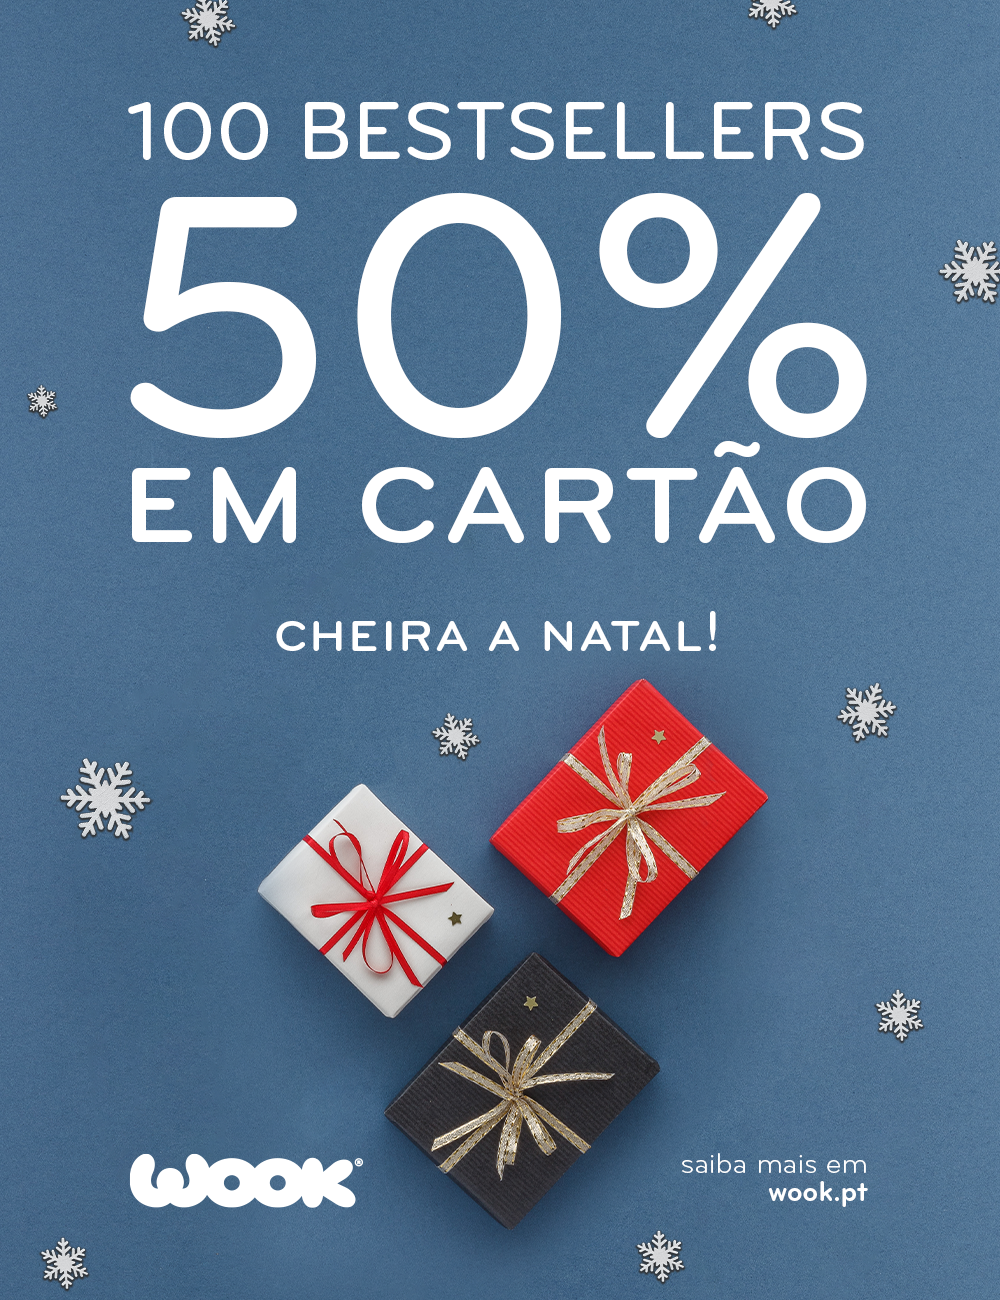 100 BESTSELLERS
50%
EM CARTÃO
CHEIRA A NATAL!
WOOK®
saiba mais em
wook.pt